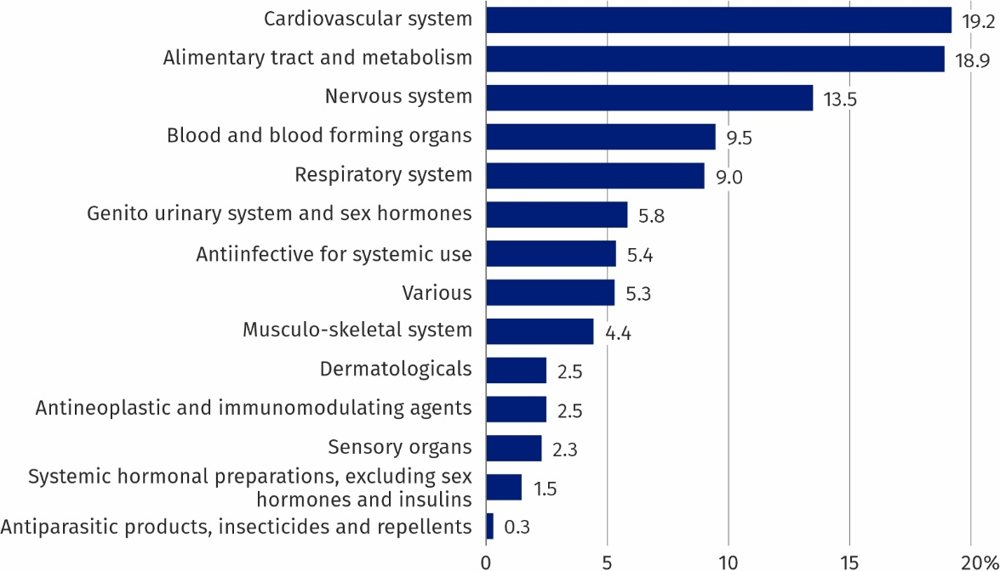 Cardiovascular system 19.2
Alimentary tract and metabolism 18.9
Nervous system 13.5
Blood and blood forming organs 9.5
Respiratory system 9.0
Genito urinary system and sex hormones 5.8
Antiinfective for systemic use 5.4
Various 5.3
Musculo-skeletal system 4.4
Dermatologicals 2.5
Antineoplastic and immunomodulating agents 2.5
Sensory organs 2.3
Systemic hormonal preparations, excluding sex
hormones and insulins 1.5
Antiparasitic products, insecticides and repellents 0.3
0 5 10 15 20%